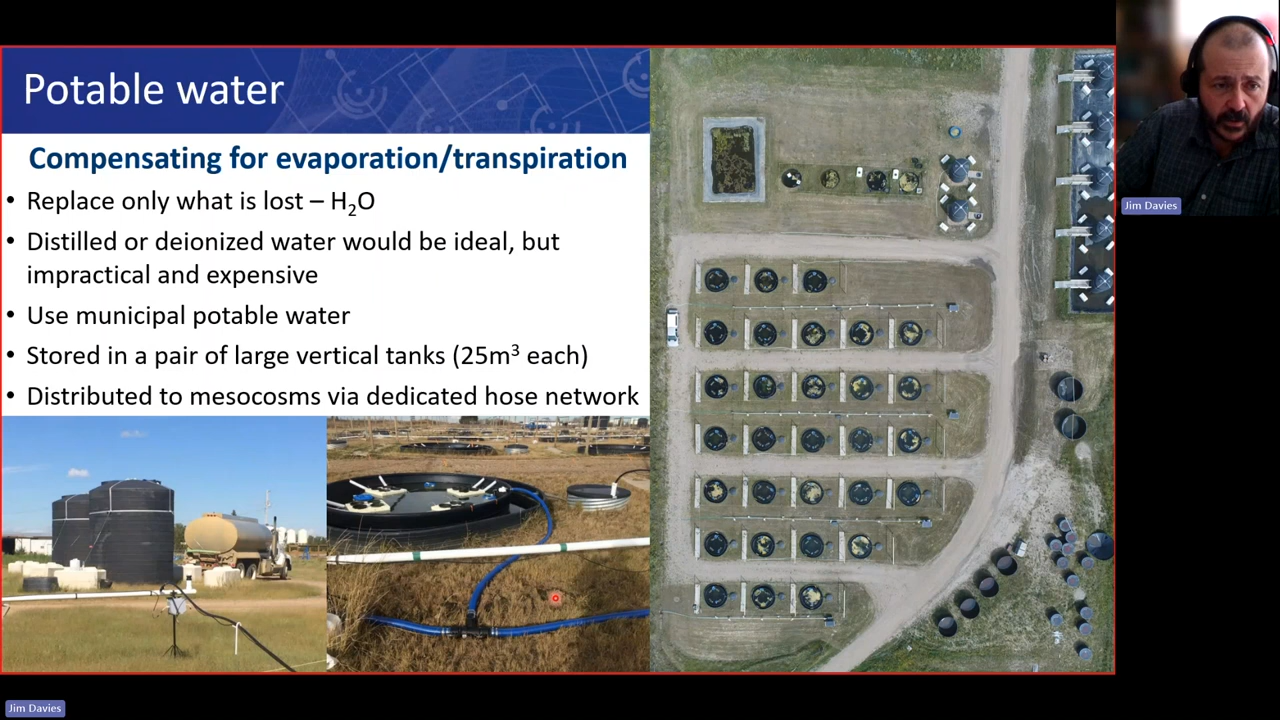 Potable water
Compensating for evaporation/transpiration
• Replace only what is lost – H₂O
• Distilled or deionized water would be ideal, but
impractical and expensive
• Use municipal potable water
• Stored in a pair of large vertical tanks (25m³ each)
• Distributed to mesocosms via dedicated hose network
Jim Davies
Jim Davies